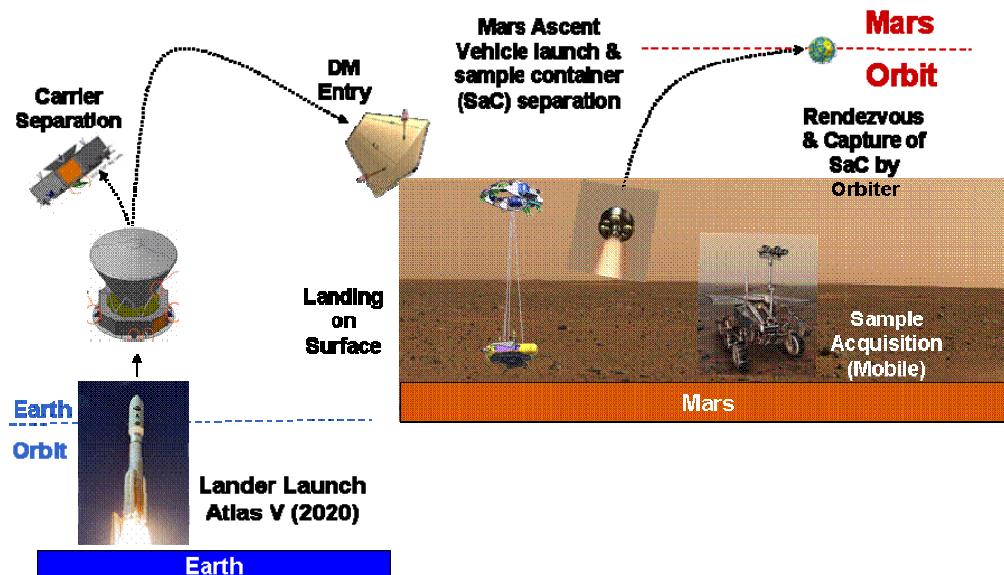 Mars Ascent
Vehicle launch &
sample container
(SaC) separation
Mars
Orbit
DM
Entry
Carrier
Separation
Rendezvous
& Capture of
SaC by
Orbiter
Landing
on
Surface
Sample
Acquisition
(Mobile)
Mars
Earth
Orbit
Lander Launch
Atlas V (2020)
Earth